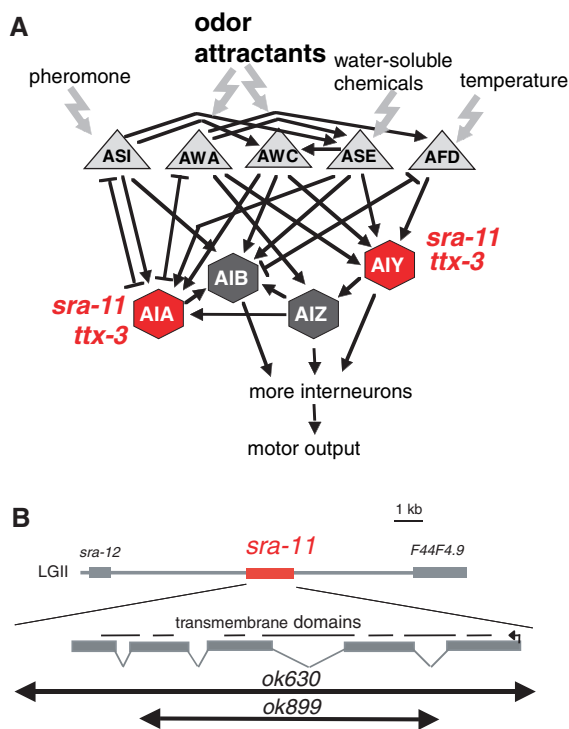 A
odor
attractants
pheromone
water-soluble
chemicals
temperature
ASI
AWA
AWC
ASE
AFD
sra-11
ttx-3
AIY
AIB
sra-11
ttx-3
AIA
AIZ
more interneurons
motor output
B
1 kb
sra-12
sra-11
F44F4.9
LGII
transmembrane domains
ok630
ok899